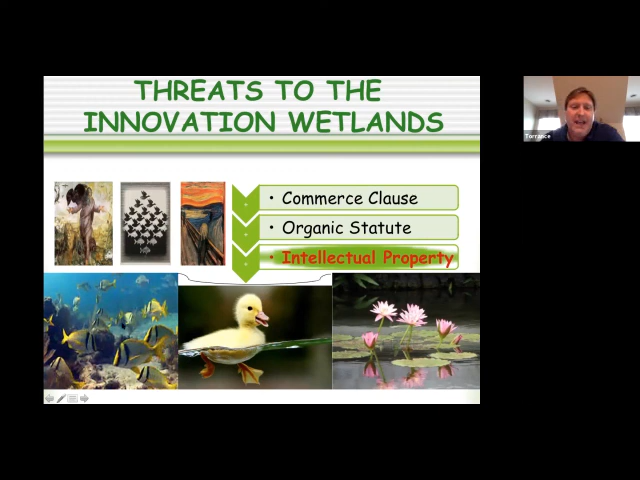 THREATS TO THE
INNOVATION WETLANDS
Torrance
• Commerce Clause
• Organic Statute
• Intellectual Property